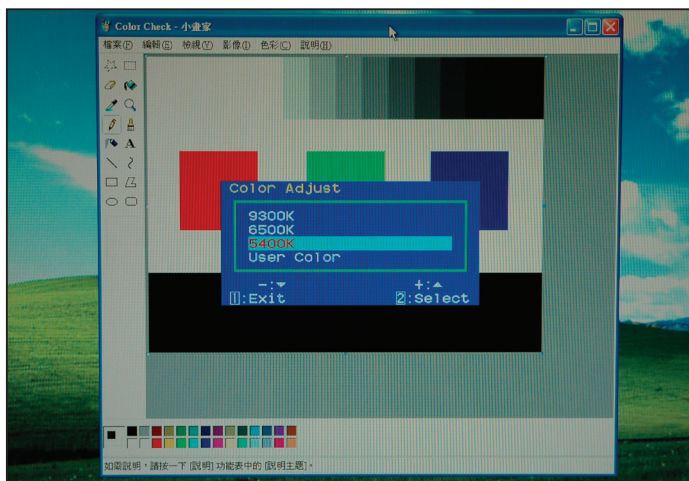 Color Check - 小畫家
檔案(F) 編輯(E) 檢視(V) 影像(I) 色彩(C) 說明(H)
A
Color Adjust
9300K
6500K
5400K
User Color
-:▼ +:▲
1:Exit 2:Select
如需說明，請按一下 [說明] 功能表中的 [說明主題]。